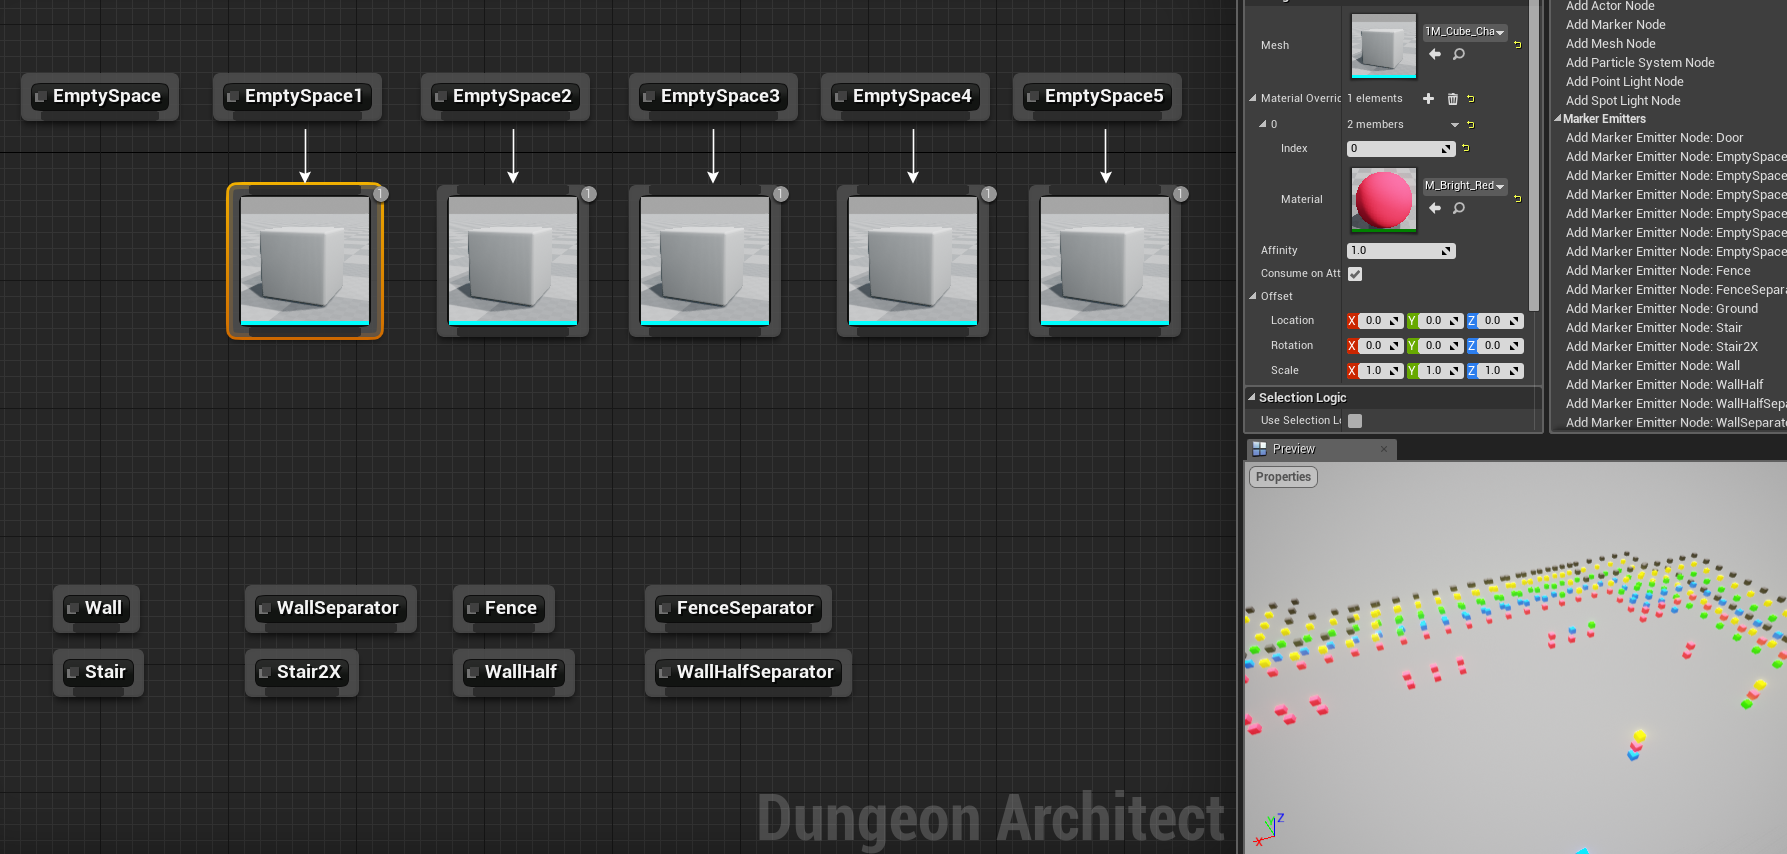 EmptySpace
EmptySpace1
EmptySpace2
EmptySpace3
EmptySpace4
EmptySpace5
1
1
1
1
1
Wall
WallSeparator
Fence
FenceSeparator
Stair
Stair2X
WallHalf
WallHalfSeparator
Dungeon Architect
Mesh
1M_Cube_Cha
Material Overric
1 elements
0
2 members
Index
0
Material
M_Bright_Red
Affinity
1.0
Consume on Att
Offset
Location
X 0.0 Y 0.0 Z 0.0
Rotation
X 0.0 Y 0.0 Z 0.0
Scale
X 1.0 Y 1.0 Z 1.0
Selection Logic
Use Selection Lo
Add Actor Node
Add Marker Node
Add Mesh Node
Add Particle System Node
Add Point Light Node
Add Spot Light Node
Marker Emitters
Add Marker Emitter Node: Door
Add Marker Emitter Node: EmptySpace
Add Marker Emitter Node: EmptySpace
Add Marker Emitter Node: EmptySpace
Add Marker Emitter Node: EmptySpace
Add Marker Emitter Node: EmptySpace
Add Marker Emitter Node: EmptySpace
Add Marker Emitter Node: Fence
Add Marker Emitter Node: FenceSepar
Add Marker Emitter Node: Ground
Add Marker Emitter Node: Stair
Add Marker Emitter Node: Stair2X
Add Marker Emitter Node: Wall
Add Marker Emitter Node: WallHalf
Add Marker Emitter Node: WallHalfSep
Add Marker Emitter Node: WallSeparat
Preview
Properties
Z
Y
X